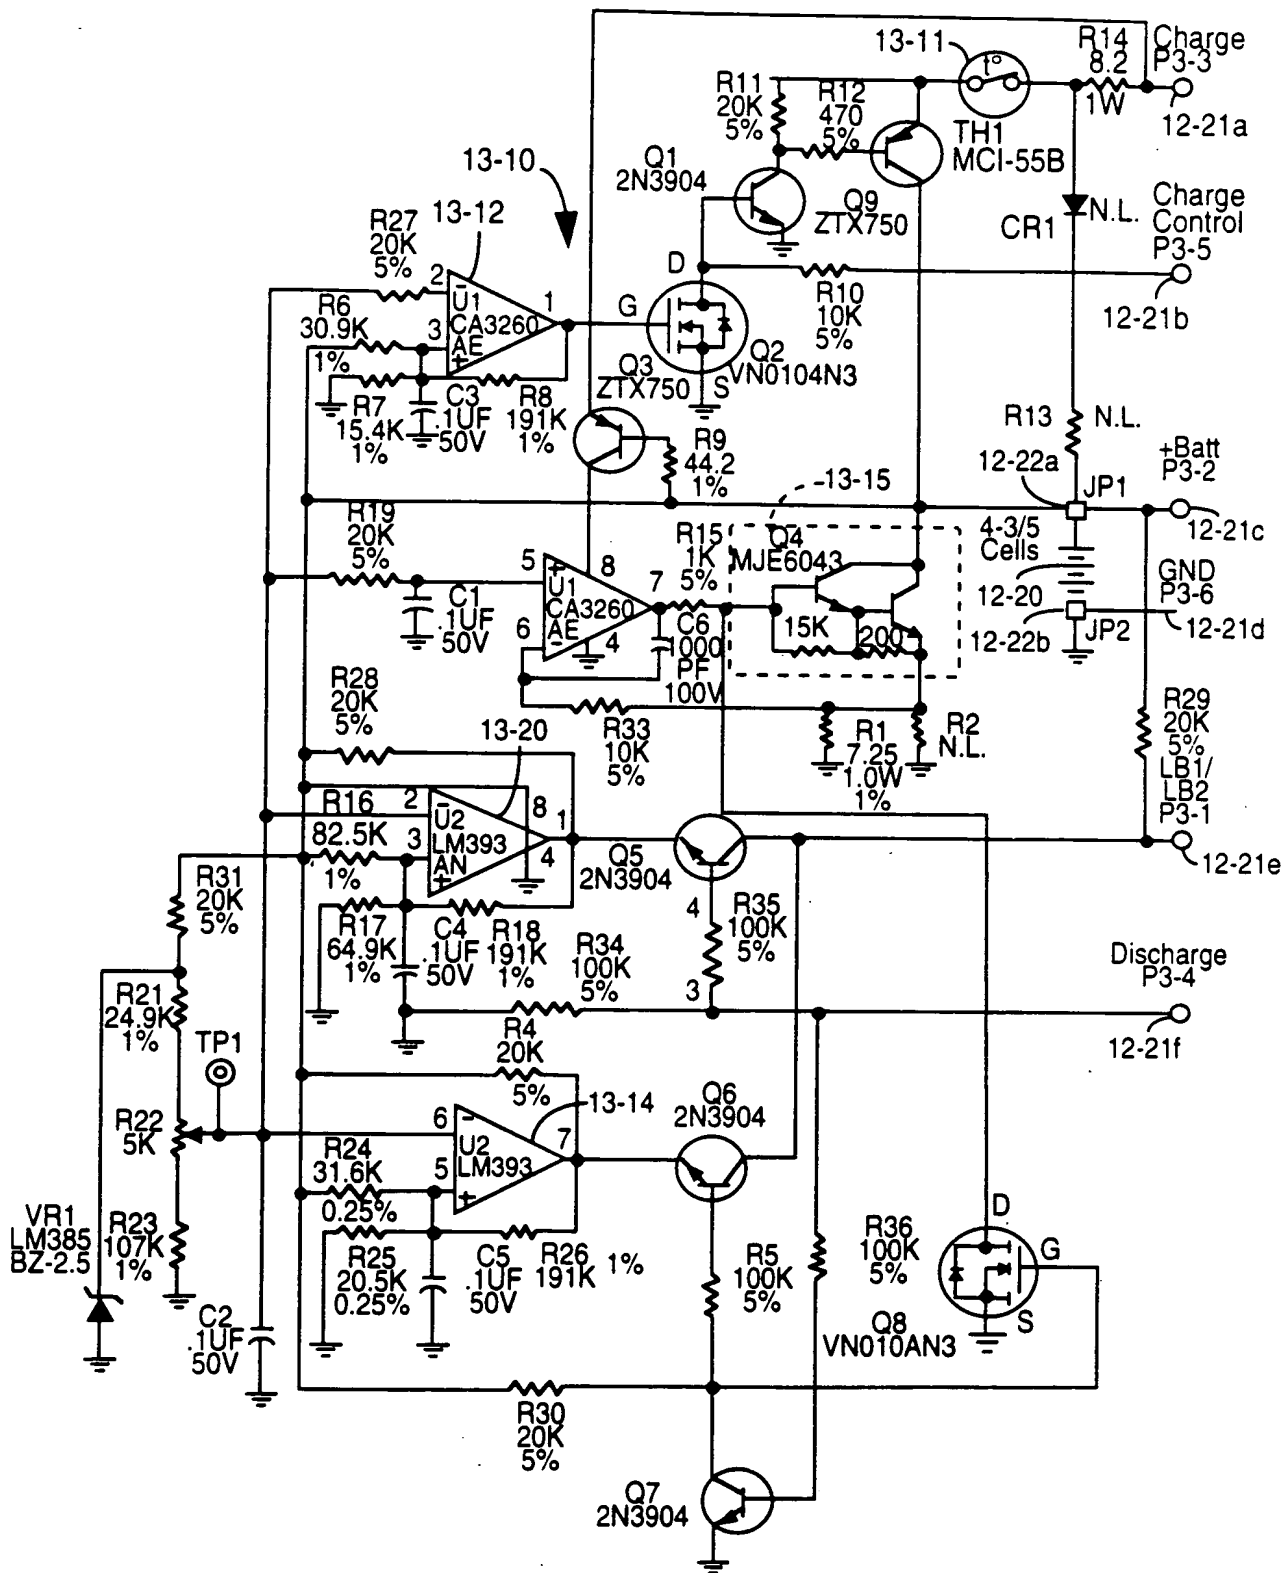 13-11
R14
8.2
1W
Charge
P3-3
12-21a
R11
20K
5%
R12
470
5%
TH1
MCI-55B
t°
Q1
2N3904
13-10
Q9
ZTX750
CR1
N.L.
Charge
Control
P3-5
12-21b
R27
20K
5%
13-12
2
-
U1
CA3260
AE
+
3
1
R6
30.9K
1%
R7
15.4K
1%
C3
.1UF
50V
R8
191K
1%
D
G
S
Q2
VN0104N3
Q3
ZTX750
R10
10K
5%
R9
44.2
1%
R13
N.L.
12-22a
JP1
+Batt
P3-2
12-21c
13-15
R19
20K
5%
C1
.1UF
50V
5
+
U1
CA3260
AE
-
6
8
4
7
R15
1K
5%
C6
1000
PF
100V
Q4
MJE6043
15K
200
4-3/5
Cells
12-20
12-22b
JP2
GND
P3-6
12-21d
R28
20K
5%
13-20
R33
10K
5%
R1
7.25
1.0W
1%
R2
N.L.
R29
20K
5%
LB1/
LB2
P3-1
12-21e
R16
82.5K
1%
2
-
U2
LM393
AN
+
3
8
1
4
Q5
2N3904
R31
20K
5%
R17
64.9K
1%
C4
.1UF
50V
R18
191K
1%
R34
100K
5%
4
R35
100K
5%
3
Discharge
P3-4
12-21f
R21
24.9K
1%
TP1
R4
20K
5%
13-14
Q6
2N3904
R22
5K
6
-
U2
LM393
5
+
7
R24
31.6K
0.25%
R25
20.5K
0.25%
C5
.1UF
50V
R26
191K
1%
VR1
LM385
BZ-2.5
R23
107K
1%
C2
.1UF
50V
R5
100K
5%
R36
100K
5%
D
G
S
Q8
VN010AN3
R30
20K
5%
Q7
2N3904